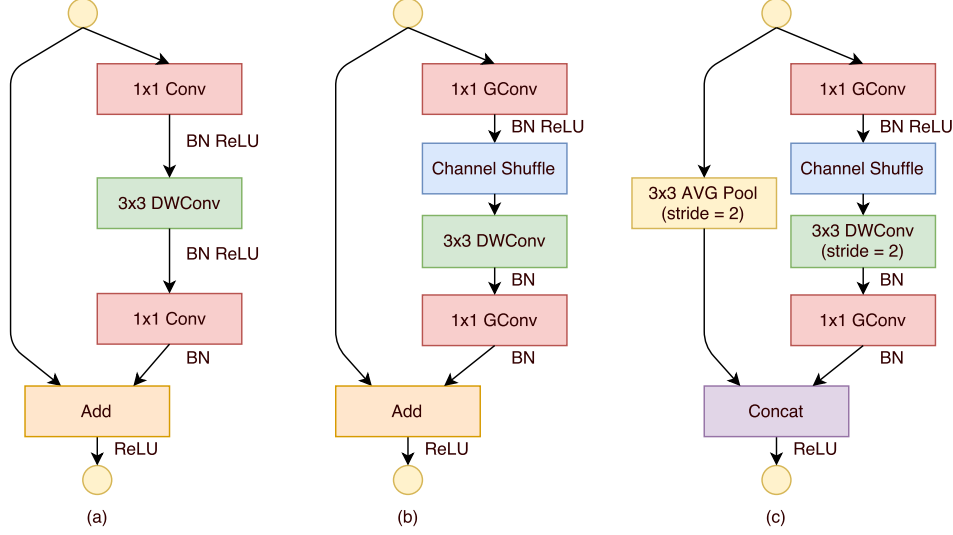 1x1 Conv
BN ReLU
3x3 DWConv
BN ReLU
1x1 Conv
BN
Add
ReLU
(a)
1x1 GConv
BN ReLU
Channel Shuffle
3x3 DWConv
BN
1x1 GConv
BN
Add
ReLU
(b)
3x3 AVG Pool
(stride = 2)
1x1 GConv
BN ReLU
Channel Shuffle
3x3 DWConv
(stride = 2)
BN
1x1 GConv
BN
Concat
ReLU
(c)